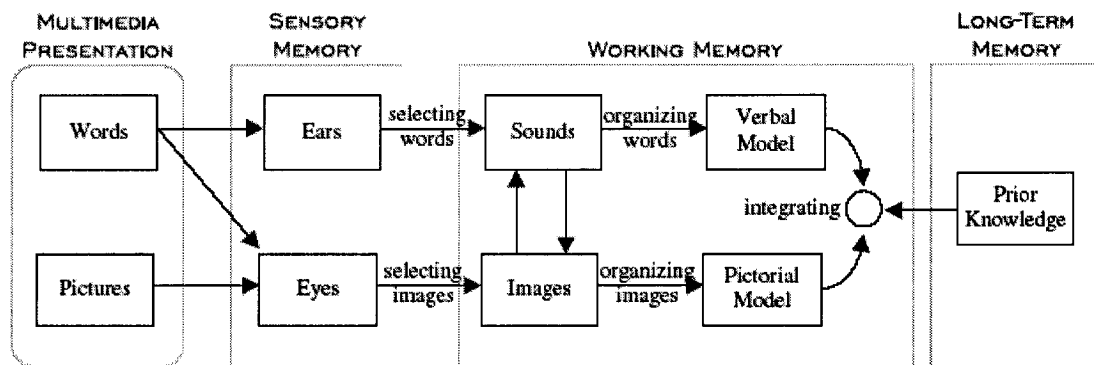 MULTIMEDIA
PRESENTATION
SENSORY
MEMORY
WORKING MEMORY
LONG-TERM
MEMORY
Words
Ears
selecting
words
Sounds
organizing
words
Verbal
Model
integrating
Prior
Knowledge
Pictures
Eyes
selecting
images
Images
organizing
images
Pictorial
Model